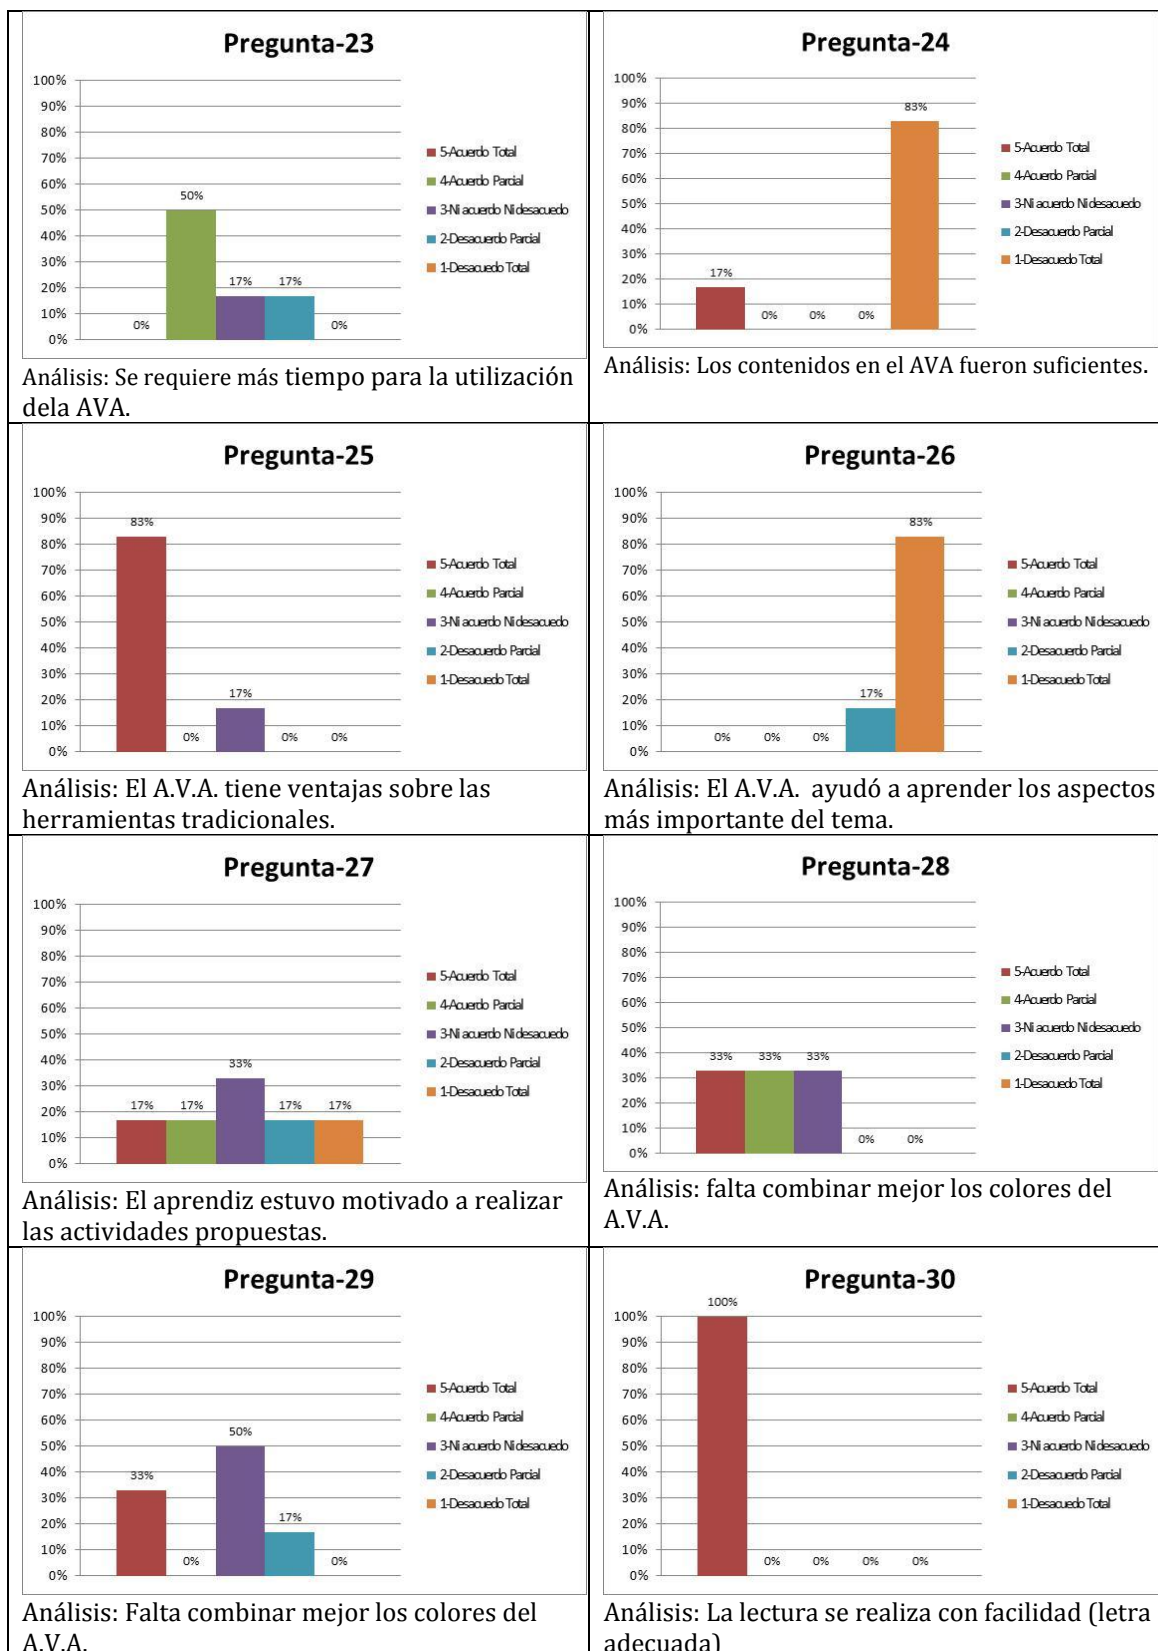 Pregunta-23
100%
90%
80%
70%
60%
50%
40%
30%
20%
10%
0%
0%
50%
17%
17%
0%
5-Acuerdo Total
4-Acuerdo Parcial
3-Ni acuerdo Ni desacuedo
2-Desacuerdo Parcial
1-Desacuedo Total
Análisis: Se requiere más tiempo para la utilización
dela AVA.
Pregunta-24
100%
90%
80%
70%
60%
50%
40%
30%
20%
10%
0%
17%
0%
0%
0%
83%
5-Acuerdo Total
4-Acuerdo Parcial
3-Ni acuerdo Ni desacuedo
2-Desacuerdo Parcial
1-Desacuedo Total
Análisis: Los contenidos en el AVA fueron suficientes.
Pregunta-25
100%
90%
80%
70%
60%
50%
40%
30%
20%
10%
0%
83%
0%
17%
0%
0%
5-Acuerdo Total
4-Acuerdo Parcial
3-Ni acuerdo Ni desacuedo
2-Desacuerdo Parcial
1-Desacuedo Total
Análisis: El A.V.A. tiene ventajas sobre las
herramientas tradicionales.
Pregunta-26
100%
90%
80%
70%
60%
50%
40%
30%
20%
10%
0%
0%
0%
0%
17%
83%
5-Acuerdo Total
4-Acuerdo Parcial
3-Ni acuerdo Ni desacuedo
2-Desacuerdo Parcial
1-Desacuedo Total
Análisis: El A.V.A. ayudó a aprender los aspectos
más importante del tema.
Pregunta-27
100%
90%
80%
70%
60%
50%
40%
30%
20%
10%
0%
17%
17%
33%
17%
17%
5-Acuerdo Total
4-Acuerdo Parcial
3-Ni acuerdo Ni desacuedo
2-Desacuerdo Parcial
1-Desacuedo Total
Análisis: El aprendiz estuvo motivado a realizar
las actividades propuestas.
Pregunta-28
100%
90%
80%
70%
60%
50%
40%
30%
20%
10%
0%
33%
33%
33%
0%
0%
5-Acuerdo Total
4-Acuerdo Parcial
3-Ni acuerdo Ni desacuedo
2-Desacuerdo Parcial
1-Desacuedo Total
Análisis: falta combinar mejor los colores del
A.V.A.
Pregunta-29
100%
90%
80%
70%
60%
50%
40%
30%
20%
10%
0%
33%
0%
50%
17%
0%
5-Acuerdo Total
4-Acuerdo Parcial
3-Ni acuerdo Ni desacuedo
2-Desacuerdo Parcial
1-Desacuedo Total
Análisis: Falta combinar mejor los colores del
A.V.A.
Pregunta-30
100%
90%
80%
70%
60%
50%
40%
30%
20%
10%
0%
100%
0%
0%
0%
0%
5-Acuerdo Total
4-Acuerdo Parcial
3-Ni acuerdo Ni desacuedo
2-Desacuerdo Parcial
1-Desacuedo Total
Análisis: La lectura se realiza con facilidad (letra
adecuada)